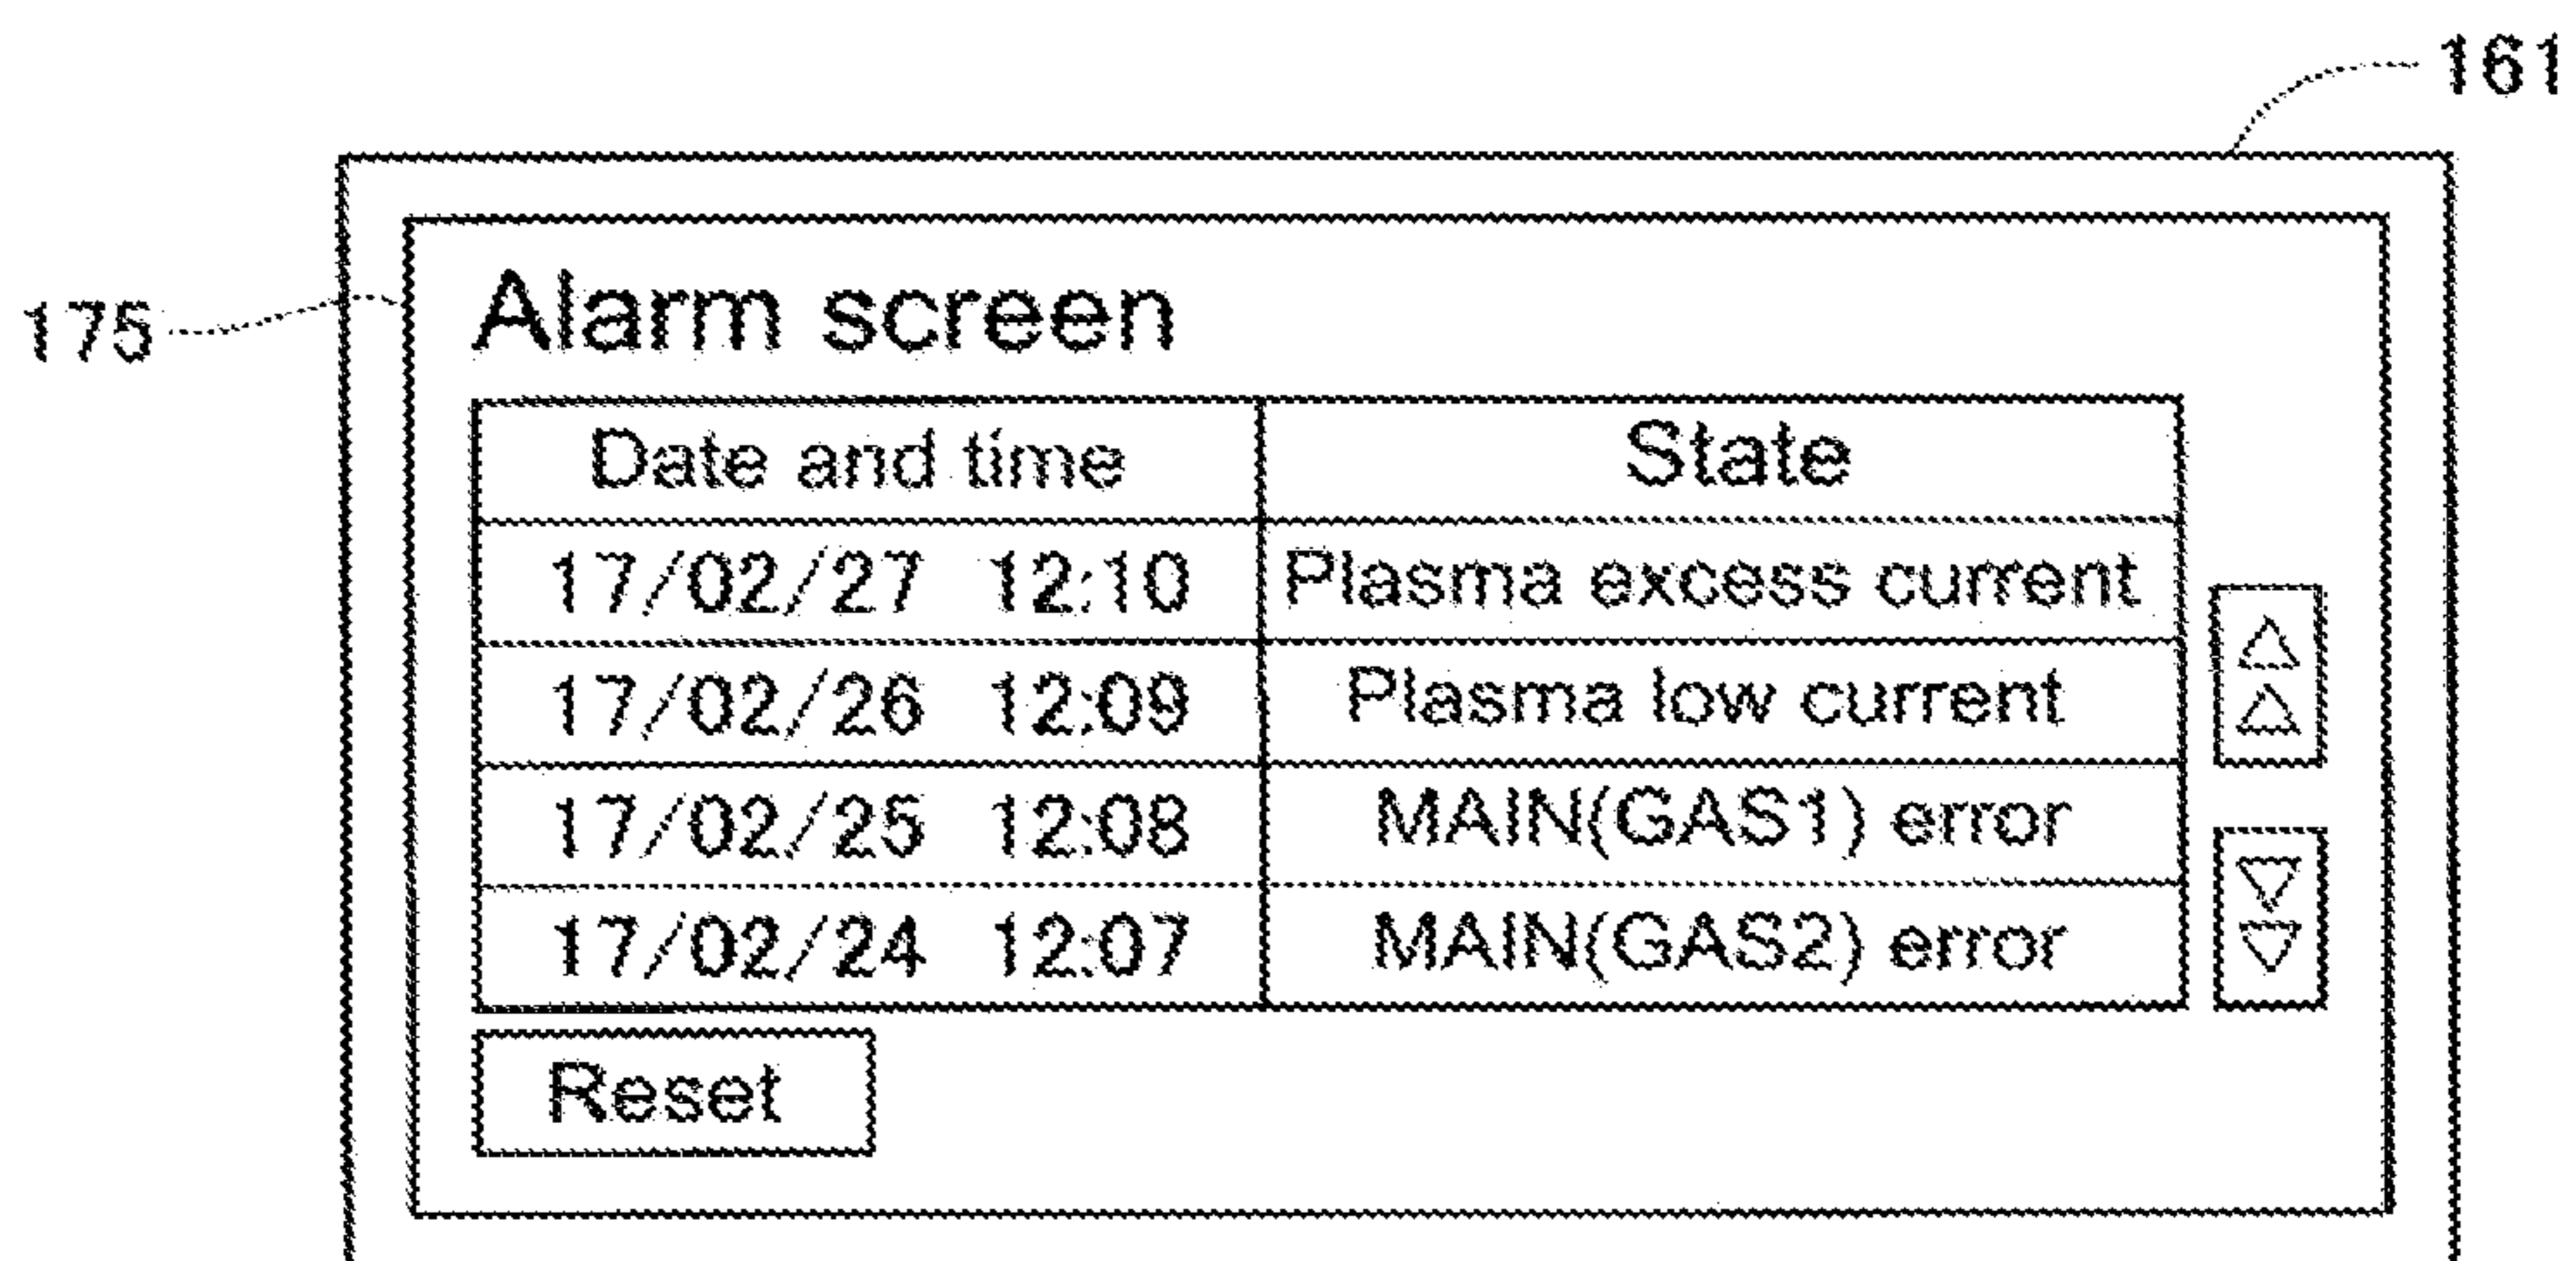 161
175
Alarm screen
Date and time State
17/02/27 12:10 Plasma excess current
17/02/26 12:09 Plasma low current
17/02/25 12:08 MAIN(GAS1) error
17/02/24 12:07 MAIN(GAS2) error
Reset